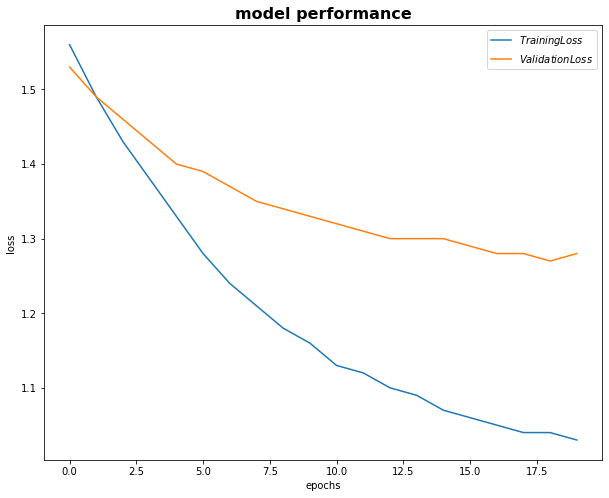 model performance
TrainingLoss
ValidationLoss
1.5
1.4
1.3
1.2
1.1
loss
0.0 2.5 5.0 7.5 10.0 12.5 15.0 17.5
epochs